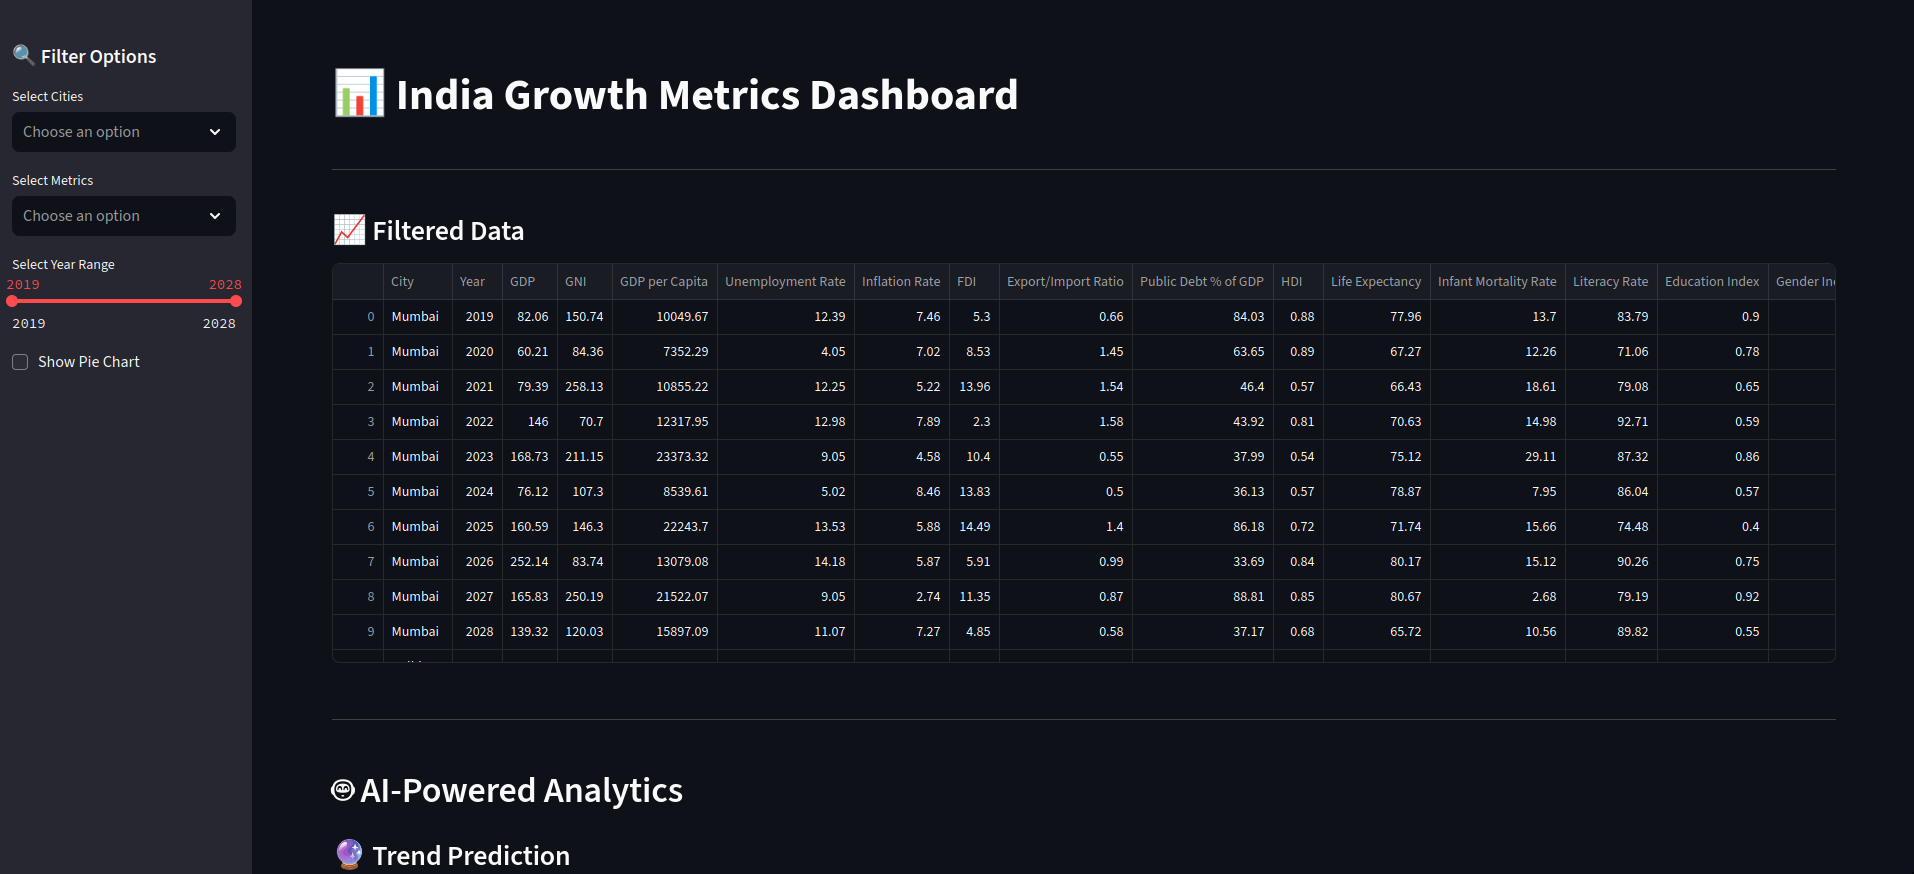 🔍 Filter Options
Select Cities
Choose an option
Select Metrics
Choose an option
Select Year Range
2019 2028
2019 2028
Show Pie Chart
📊 India Growth Metrics Dashboard
📈 Filtered Data
City Year GDP GNI GDP per Capita Unemployment Rate Inflation Rate FDI Export/Import Ratio Public Debt % of GDP HDI Life Expectancy Infant Mortality Rate Literacy Rate Education Index Gender
0 Mumbai 2019 82.06 150.74 10049.67 12.39 7.46 5.3 0.66 84.03 0.88 77.96 13.7 83.79 0.9
1 Mumbai 2020 60.21 84.36 7352.29 4.05 7.02 8.53 1.45 63.65 0.89 67.27 12.26 71.06 0.78
2 Mumbai 2021 79.39 258.13 10855.22 12.25 5.22 13.96 1.54 46.4 0.57 66.43 18.61 79.08 0.65
3 Mumbai 2022 146 70.7 12317.95 12.98 7.89 2.3 1.58 43.92 0.81 70.63 14.98 92.71 0.59
4 Mumbai 2023 168.73 211.15 23373.32 9.05 4.58 10.4 0.55 37.99 0.54 75.12 29.11 87.32 0.86
5 Mumbai 2024 76.12 107.3 8539.61 5.02 8.46 13.83 0.5 36.13 0.57 78.87 7.95 86.04 0.57
6 Mumbai 2025 160.59 146.3 22243.7 13.53 5.88 14.49 1.4 86.18 0.72 71.74 15.66 74.48 0.4
7 Mumbai 2026 252.14 83.74 13079.08 14.18 5.87 5.91 0.99 33.69 0.84 80.17 15.12 90.26 0.75
8 Mumbai 2027 165.83 250.19 21522.07 9.05 2.74 11.35 0.87 88.81 0.85 80.67 2.68 79.19 0.92
9 Mumbai 2028 139.32 120.03 15897.09 11.07 7.27 4.85 0.58 37.17 0.68 65.72 10.56 89.82 0.55
AI-Powered Analytics
🔮 Trend Prediction